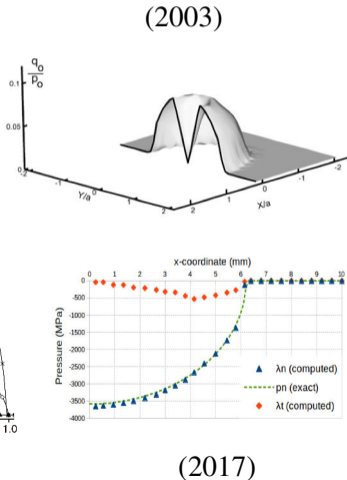 (2003)
q₀
p₀
0.1
0.05
0
-2
-1
0
1
2
Y/a
2
1
0
-1
-2
X/a
x-coordinate (mm)
0 1 2 3 4 5 6 7 8 9 10
0
-500
-1000
-1500
-2000
-2500
-3000
-3500
-4000
Pressure (MPa)
λn (computed)
pn (exact)
λt (computed)
1.0
(2017)